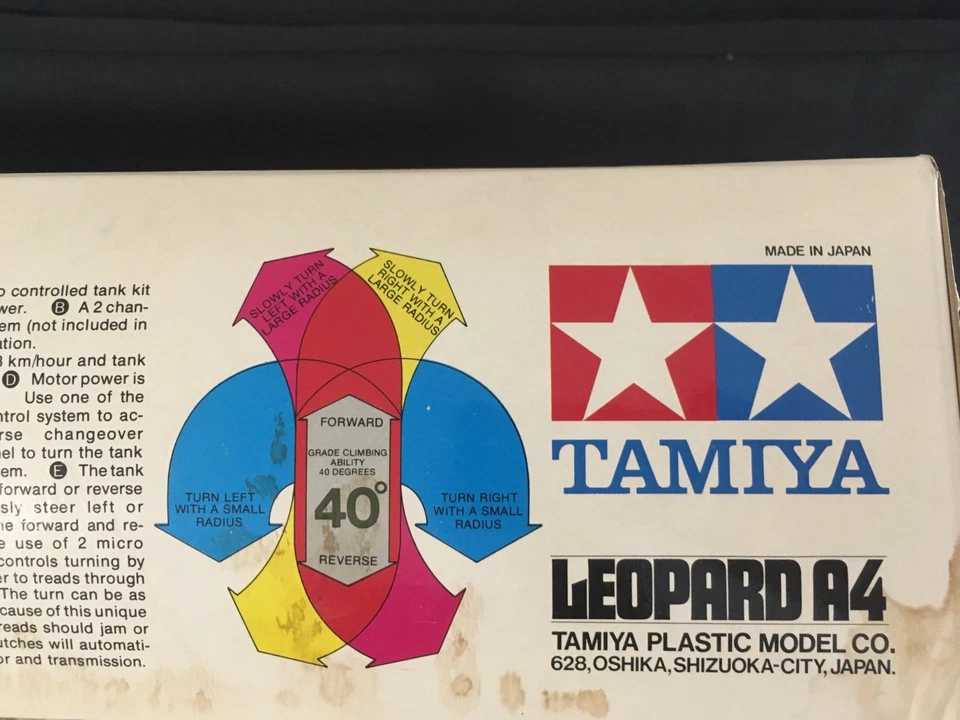 o controlled tank kit
wer. B A 2 chan-
em (not included in
tion.
3 km/hour and tank
D Motor power is
Use one of the
ntrol system to ac-
rse changeover
nel to turn the tank
em. E The tank
forward or reverse
sly steer left or
he forward and re-
e use of 2 micro
controls turning by
er to treads through
The turn can be as
cause of this unique
reads should jam or
utches will automati-
or and transmission.
SLOWLY TURN
LEFT WITH A
LARGE RADIUS
SLOWLY TURN
RIGHT WITH A
LARGE RADIUS
FORWARD
GRADE CLIMBING
ABILITY
40 DEGREES
40°
REVERSE
TURN LEFT
WITH A SMALL
RADIUS
TURN RIGHT
WITH A SMALL
RADIUS
MADE IN JAPAN
TAMIYA
LEOPARD A4
TAMIYA PLASTIC MODEL CO.
628, OSHIKA, SHIZUOKA-CITY, JAPAN.